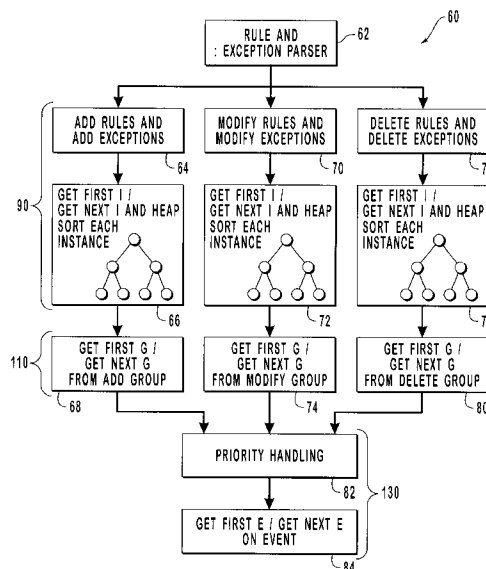 60
RULE AND
: EXCEPTION PARSER
62
ADD RULES AND
ADD EXCEPTIONS
64
MODIFY RULES AND
MODIFY EXCEPTIONS
70
DELETE RULES AND
DELETE EXCEPTIONS
7
90
GET FIRST I /
GET NEXT I AND HEAP
SORT EACH
INSTANCE
66
GET FIRST I /
GET NEXT I AND HEAP
SORT EACH
INSTANCE
72
GET FIRST I /
GET NEXT I AND HEAP
SORT EACH
INSTANCE
7
110
GET FIRST G /
GET NEXT G
FROM ADD GROUP
68
GET FIRST G /
GET NEXT G
FROM MODIFY GROUP
74
GET FIRST G /
GET NEXT G
FROM DELETE GROUP
80
PRIORITY HANDLING
82
130
GET FIRST E / GET NEXT E
ON EVENT
84